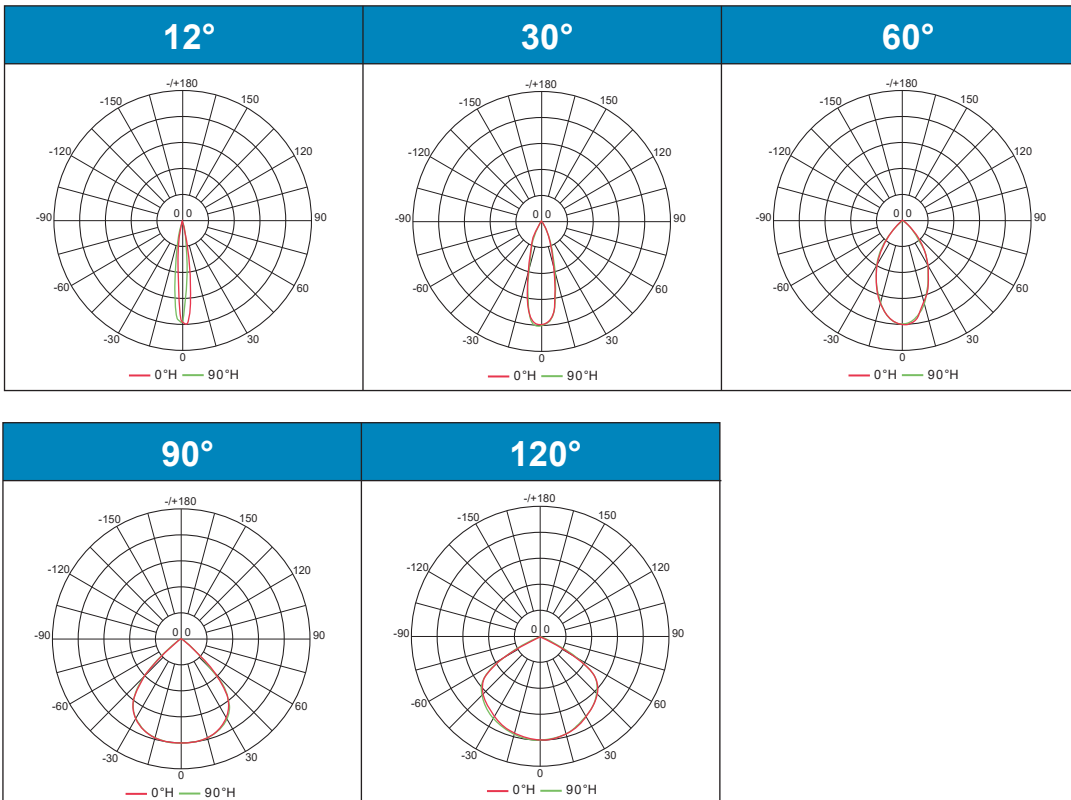 12° 30° 60°
-/+180 -/+180 -/+180
-150 150 -150 150 -150 150
-120 120 -120 120 -120 120
-90 0 0 90 -90 0 0 90 -90 0 0 90
-60 60 -60 60 -60 60
-30 30 -30 30 -30 30
0 0 0
0°H 90°H 0°H 90°H 0°H 90°H
90° 120°
-/+180 -/+180
-150 150 -150 150
-120 120 -120 120
-90 0 0 90 -90 0 0 90
-60 60 -60 60
-30 30 -30 30
0 0
0°H 90°H 0°H 90°H